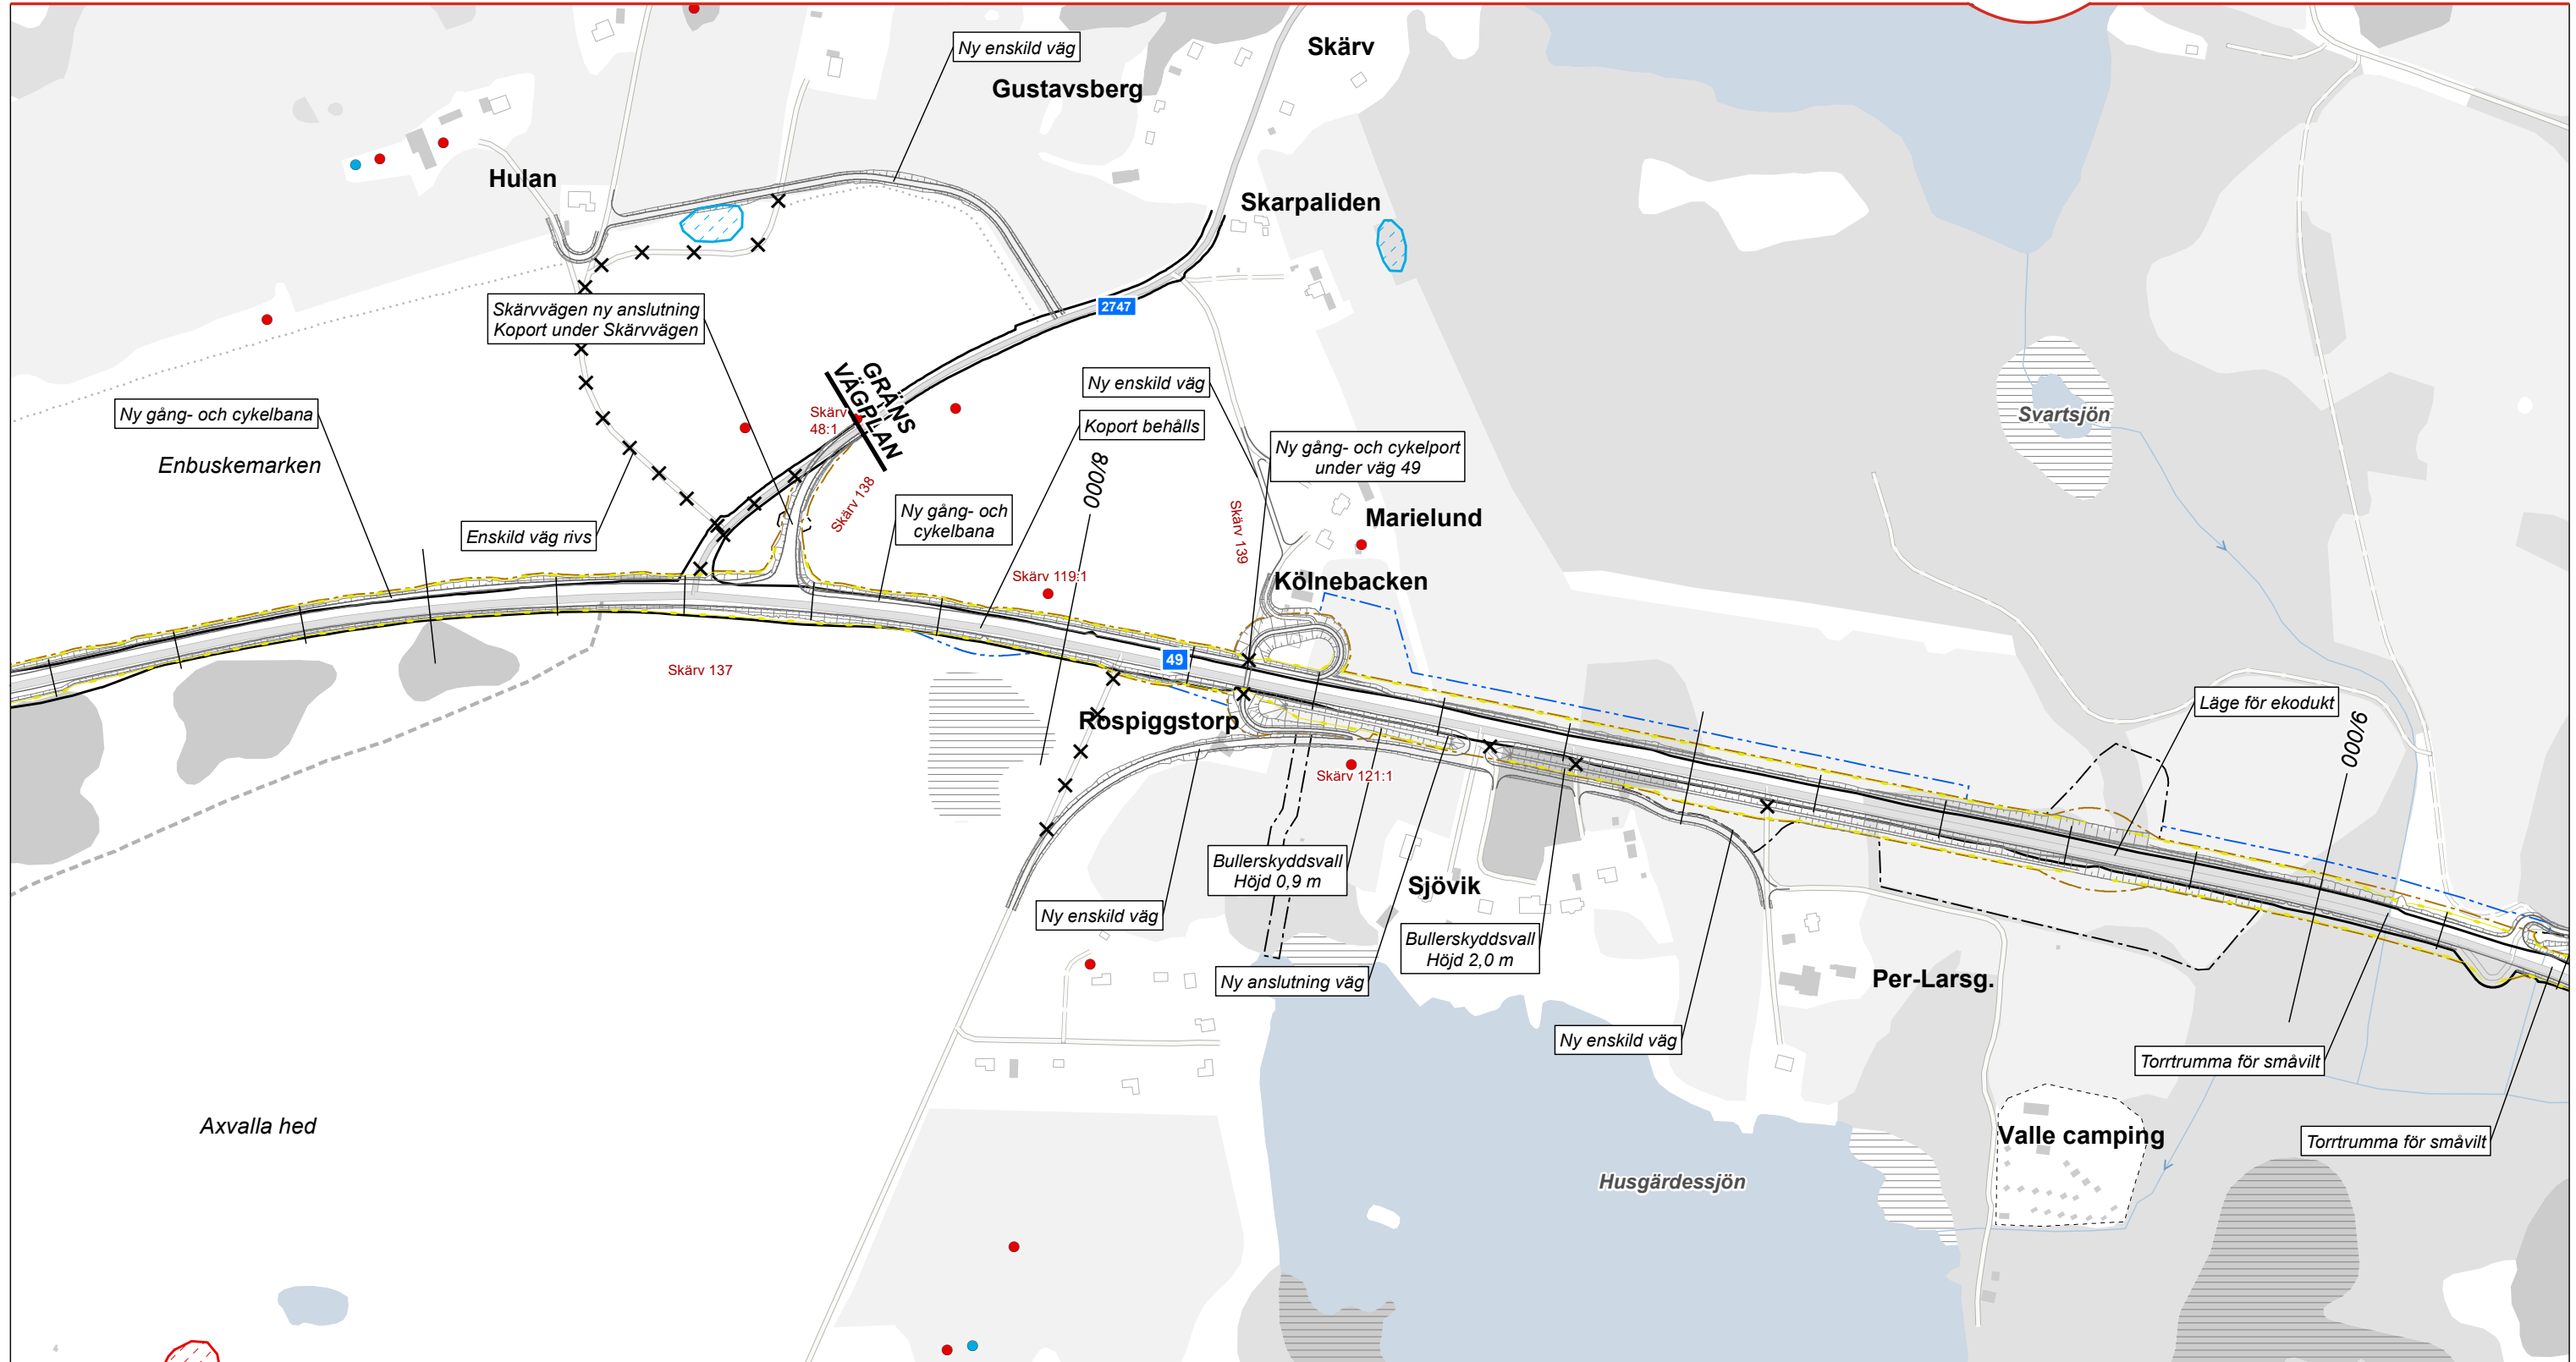 Ny enskild väg
Skärv
Gustavsberg
Hulan
Skarpaliden
Skärvvägen ny anslutning
Koport under Skärvvägen
2747
GRÄNS
VÄGPLAN
Ny enskild väg
Skärv
48:1
Ny gång- och cykelbana
Koport behålls
Svartsjön
Enbuskemarken
Ny gång- och cykelport
under väg 49
8/000
Skärv 138
Ny gång- och
cykelbana
Marielund
Skärv 139
Enskild väg rivs
Skärv 119:1
Kölnebacken
49
Skärv 137
Läge för ekodukt
Rospiggstorp
9/000
Skärv 121:1
Bullerskyddsvall
Höjd 0,9 m
Sjövik
Ny enskild väg
Bullerskyddsvall
Höjd 2,0 m
Ny anslutning väg
Per-Larsg.
Ny enskild väg
Torrtrumma för småvilt
Axvalla hed
Valle camping
Torrtrumma för småvilt
Husgärdessjön
4